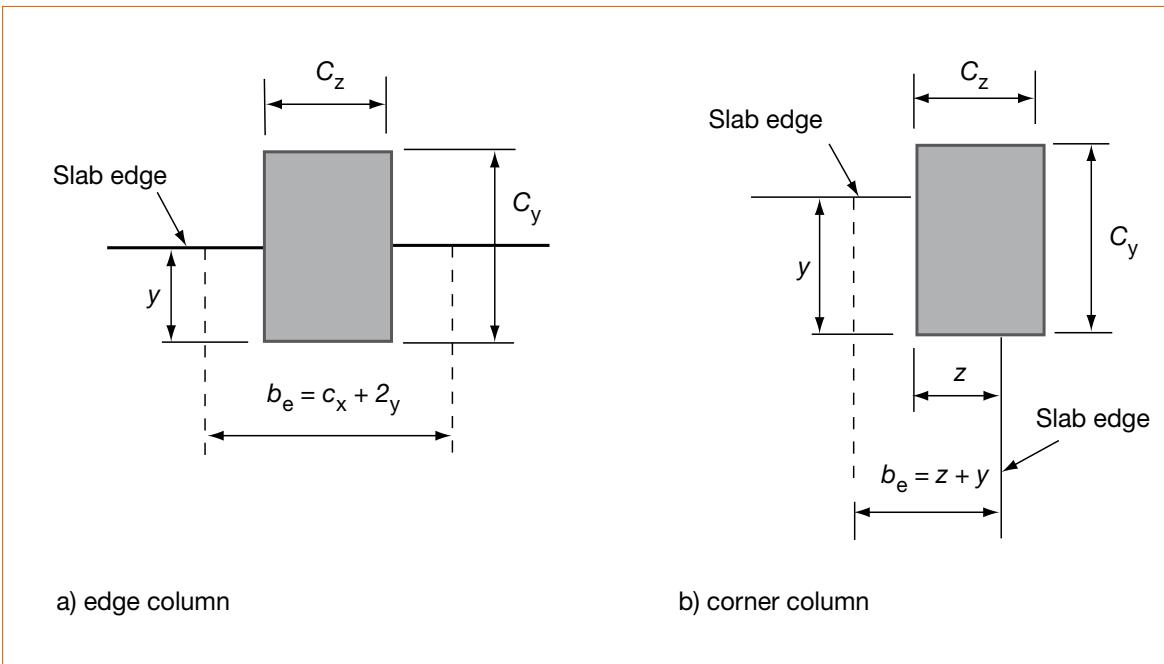 C_z
Slab edge
C_y
y
b_e = c_x + 2_y
a) edge column
C_z
Slab edge
C_y
y
z
Slab edge
b_e = z + y
b) corner column